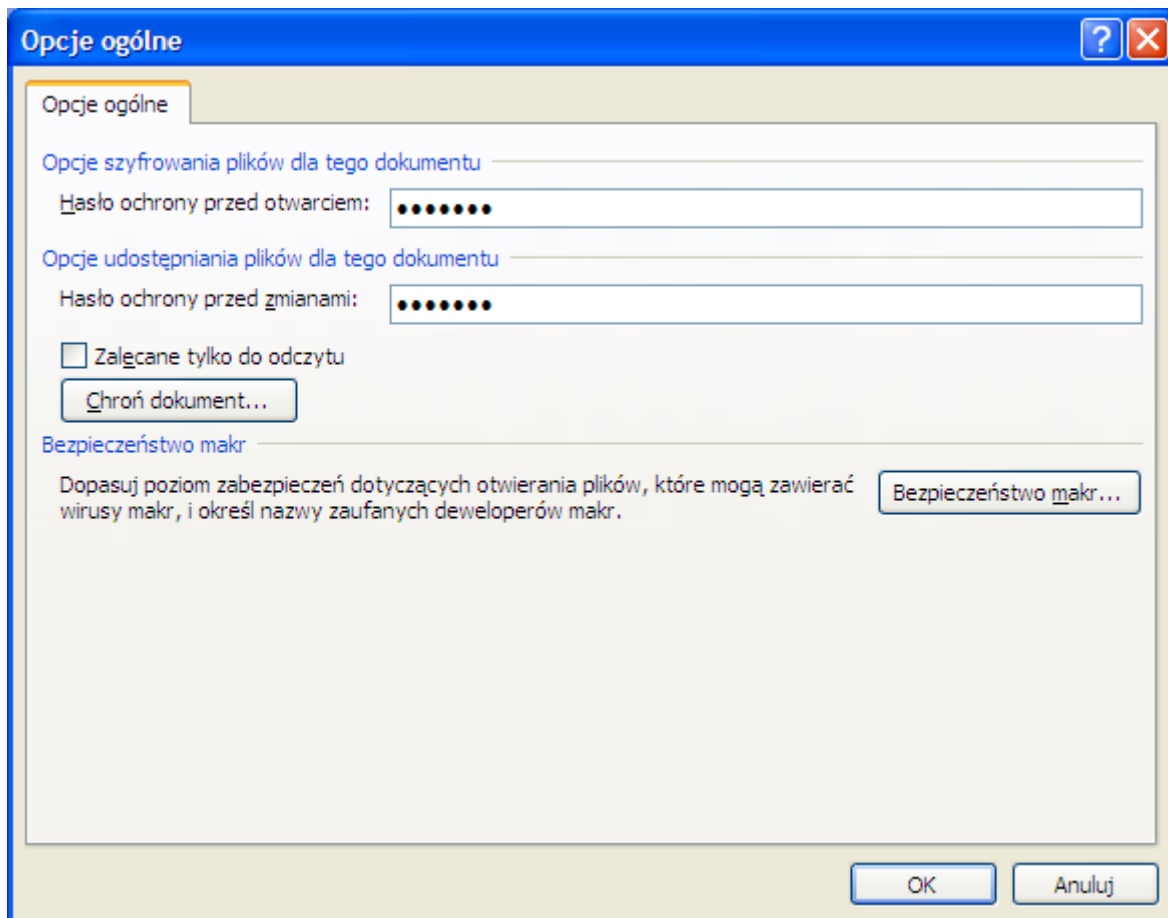 Opcje ogólne
Opcje ogólne
Opcje szyfrowania plików dla tego dokumentu
Hasło ochrony przed otwarciem: •••••••
Opcje udostępniania plików dla tego dokumentu
Hasło ochrony przed zmianami: •••••••
Zalecane tylko do odczytu
Chroń dokument...
Bezpieczeństwo makr
Dopasuj poziom zabezpieczeń dotyczących otwierania plików, które mogą zawierać
wirusy makr, i określ nazwy zaufanych deweloperów makr.
Bezpieczeństwo makr...
OK
Anuluj